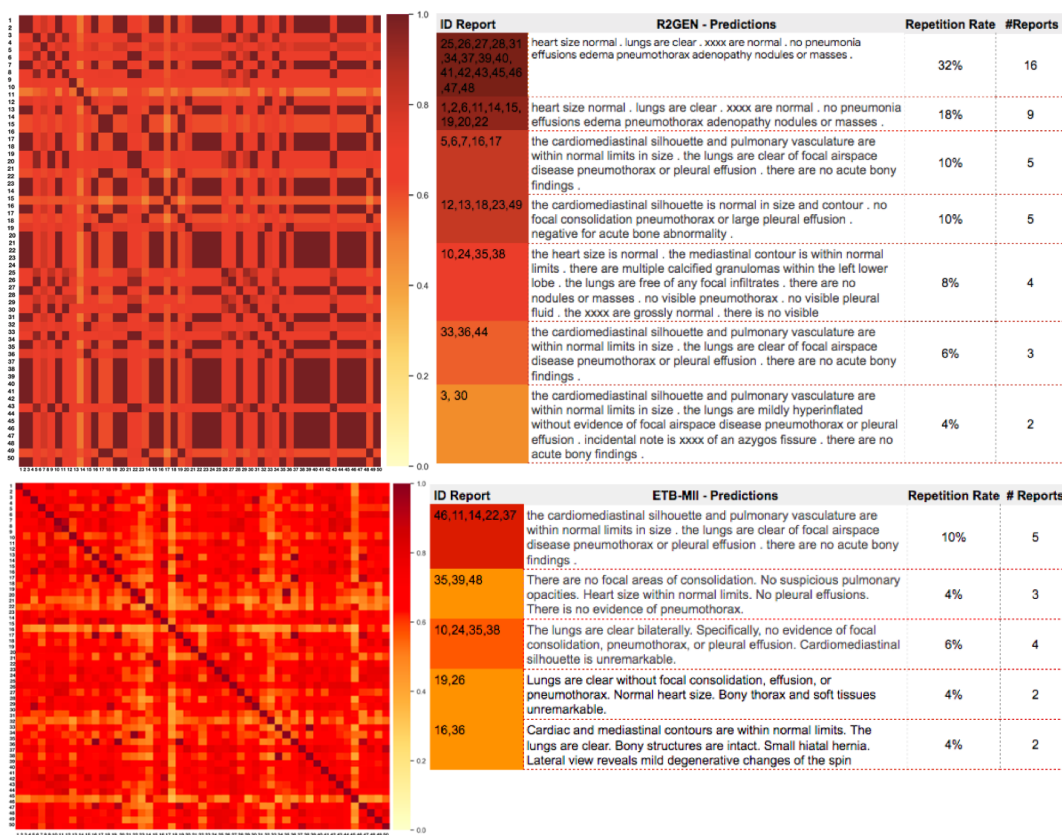 ID Report R2GEN - Predictions Repetition Rate #Reports
25,26,27,28,31
,34,37,39,40,
41,42,43,45,46
,47,48
heart size normal . lungs are clear . xxxx are normal . no pneumonia
effusions edema pneumothorax adenopathy nodules or masses .
32% 16
1,2,6,11,14,15,
19,20,22
heart size normal . lungs are clear . xxxx are normal . no pneumonia
effusions edema pneumothorax adenopathy nodules or masses .
18% 9
5,6,7,16,17
the cardiomediastinal silhouette and pulmonary vasculature are
within normal limits in size . the lungs are clear of focal airspace
disease pneumothorax or pleural effusion . there are no acute bony
findings .
10% 5
12,13,18,23,49
the cardiomediastinal silhouette is normal in size and contour . no
focal consolidation pneumothorax or large pleural effusion .
negative for acute bone abnormality .
10% 5
10,24,35,38
the heart size is normal . the mediastinal contour is within normal
limits . there are multiple calcified granulomas within the left lower
lobe . the lungs are free of any focal infiltrates . there are no
nodules or masses . no visible pneumothorax . no visible pleural
fluid . the xxxx are grossly normal . there is no visible
8% 4
33,36,44
the cardiomediastinal silhouette and pulmonary vasculature are
within normal limits in size . the lungs are clear of focal airspace
disease pneumothorax or pleural effusion . there are no acute bony
findings .
6% 3
3, 30
the cardiomediastinal silhouette and pulmonary vasculature are
within normal limits in size . the lungs are mildly hyperinflated
without evidence of focal airspace disease pneumothorax or pleural
effusion . incidental note is xxxx of an azygos fissure . there are no
acute bony findings .
4% 2
1.0
0.8
0.6
0.4
0.2
0.0
ID Report ETB-MII - Predictions Repetition Rate # Reports
46,11,14,22,37
the cardiomediastinal silhouette and pulmonary vasculature are
within normal limits in size . the lungs are clear of focal airspace
disease pneumothorax or pleural effusion . there are no acute bony
findings .
10% 5
35,39,48
There are no focal areas of consolidation. No suspicious pulmonary
opacities. Heart size within normal limits. No pleural effusions.
There is no evidence of pneumothorax.
4% 3
10,24,35,38
The lungs are clear bilaterally. Specifically, no evidence of focal
consolidation, pneumothorax, or pleural effusion. Cardiomediastinal
silhouette is unremarkable.
6% 4
19,26
Lungs are clear without focal consolidation, effusion, or
pneumothorax. Normal heart size. Bony thorax and soft tissues
unremarkable.
4% 2
16,36
Cardiac and mediastinal contours are within normal limits. The
lungs are clear. Bony structures are intact. Small hiatal hernia.
Lateral view reveals mild degenerative changes of the spin
4% 2
1.0
0.8
0.6
0.4
0.2
0.0